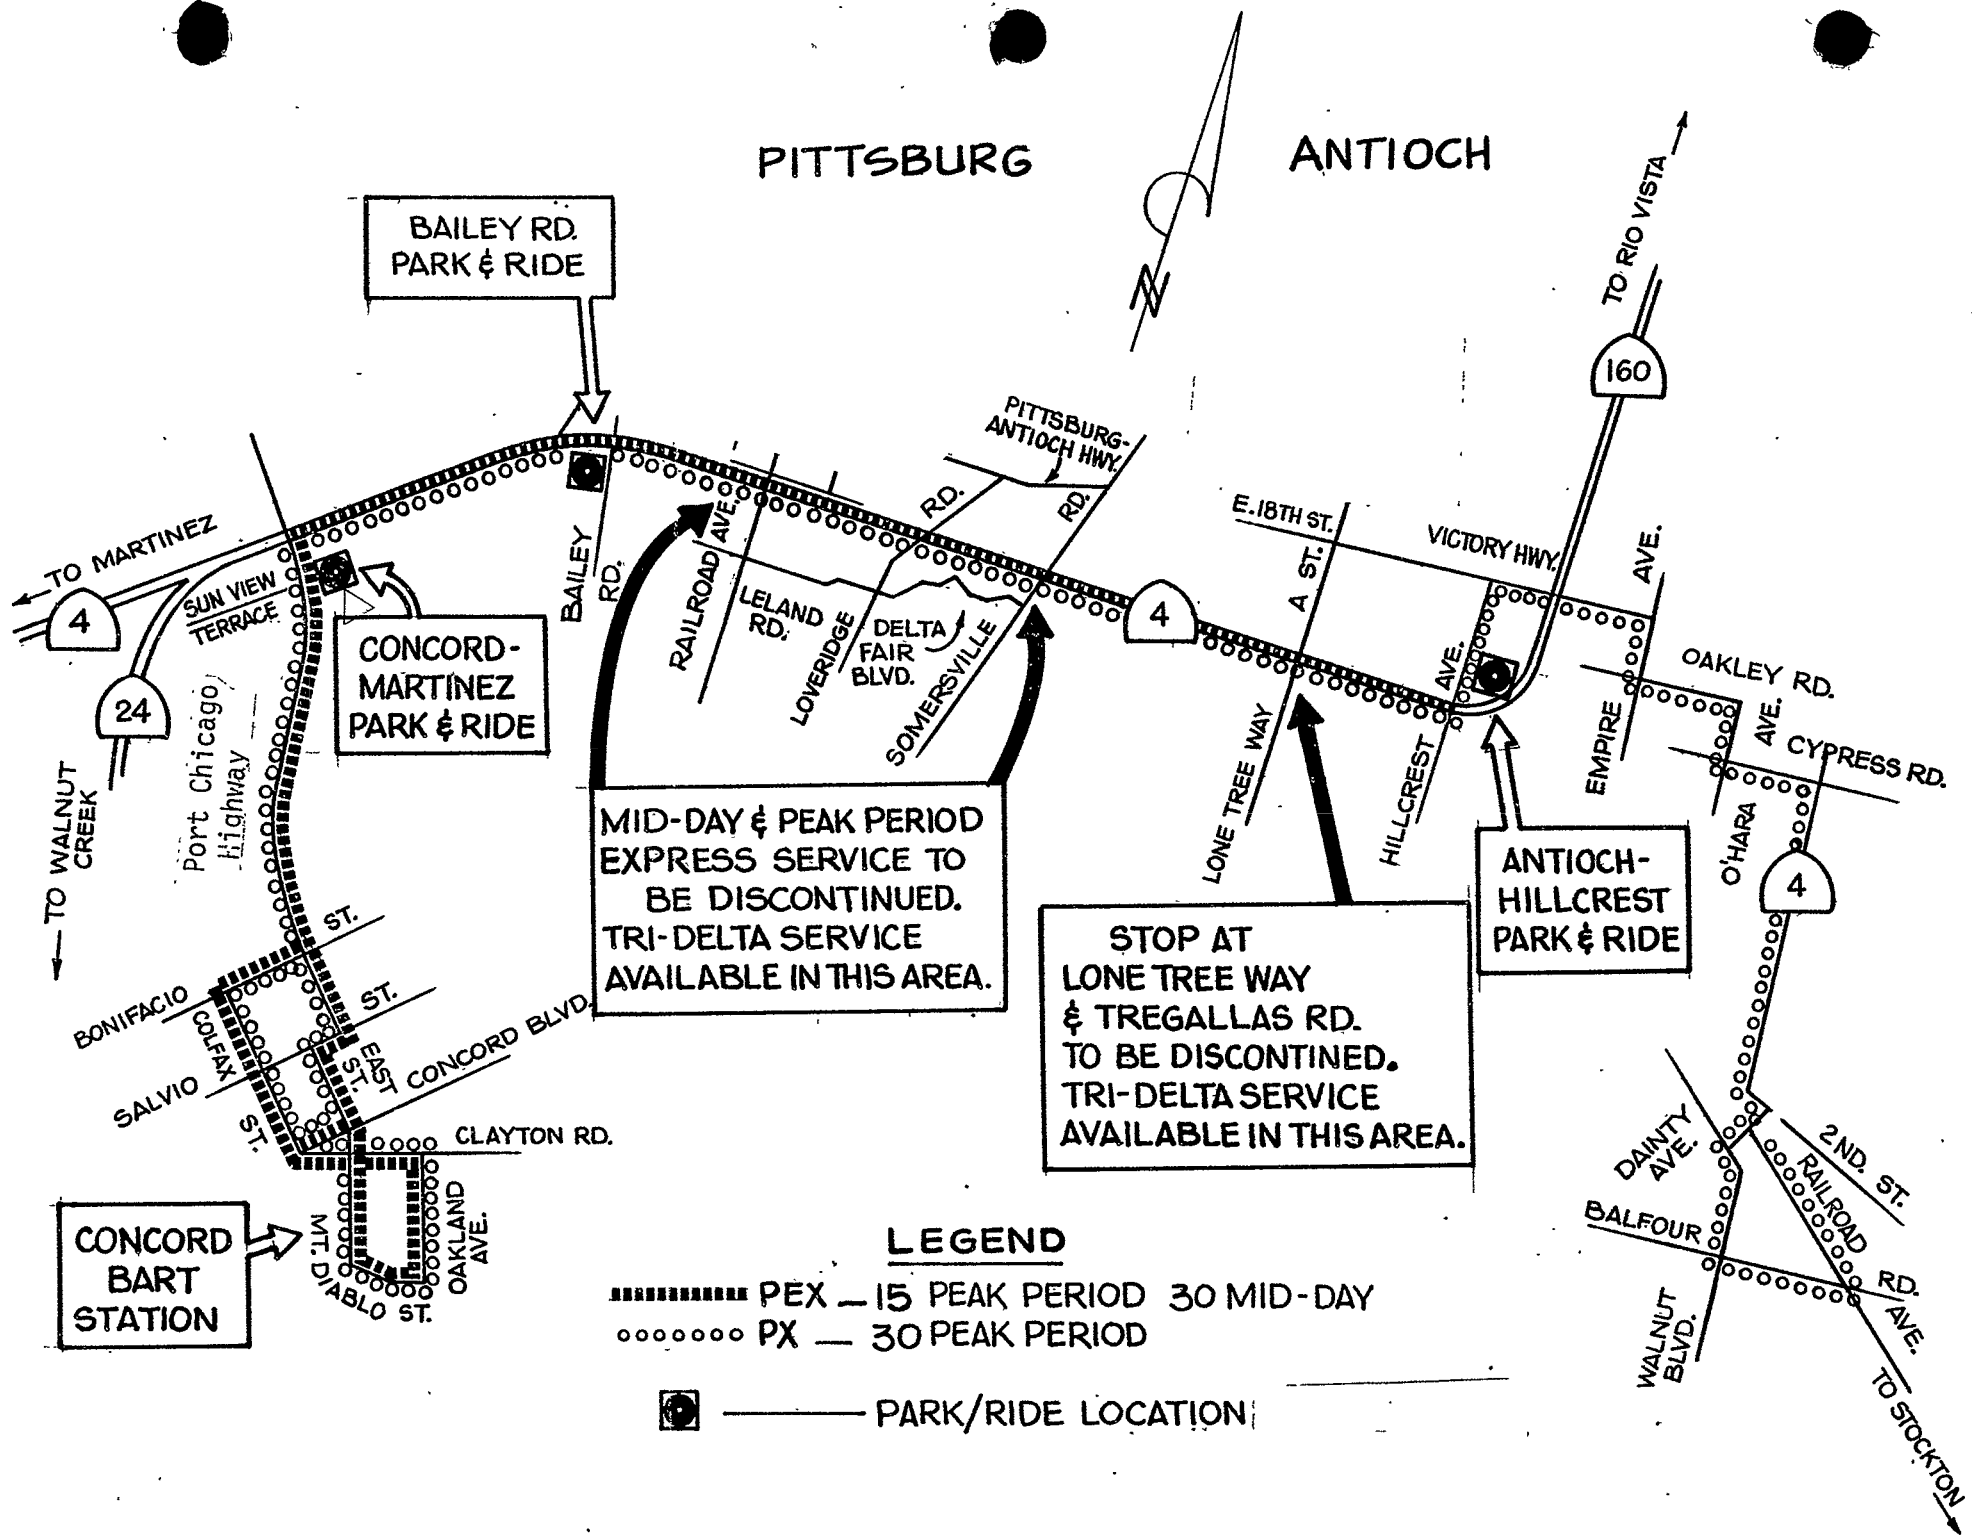 PITTSBURG
ANTIOCH
BAILEY RD.
PARK & RIDE
TO RIO VISTA
160
PITTSBURG-
ANTIOCH HWY.
TO MARTINEZ
4
SUN VIEW
TERRACE
24
TO WALNUT
CREEK
Port Chicago
Highway
CONCORD-
MARTINEZ
PARK & RIDE
BAILEY
RD.
RAILROAD AVE.
LELAND
RD.
LOVERIDGE
RD.
DELTA
FAIR
BLVD.
SOMERSVILLE
RD.
4
E. 18TH ST.
A ST.
VICTORY HWY.
LONE TREE WAY
HILLCREST
AVE.
EMPIRE
AVE.
OAKLEY RD.
O'HARA
AVE.
CYPRESS RD.
4
MID-DAY & PEAK PERIOD
EXPRESS SERVICE TO
BE DISCONTINUED.
TRI-DELTA SERVICE
AVAILABLE IN THIS AREA.
STOP AT
LONE TREE WAY
& TREGALLAS RD.
TO BE DISCONTINED.
TRI-DELTA SERVICE
AVAILABLE IN THIS AREA.
ANTIOCH-
HILLCREST
PARK & RIDE
BONIFACIO
ST.
COLFAX
ST.
SALVIO
ST.
EAST
ST.
CONCORD BLVD.
CLAYTON RD.
CONCORD
BART
STATION
MT. DIABLO ST.
OAKLAND
AVE.
DAINTY
AVE.
2ND. ST.
RAILROAD
AVE.
BALFOUR
RD.
WALNUT
BLVD.
TO STOCKTON
LEGEND
PEX — 15 PEAK PERIOD 30 MID-DAY
PX — 30 PEAK PERIOD
PARK/RIDE LOCATION
N